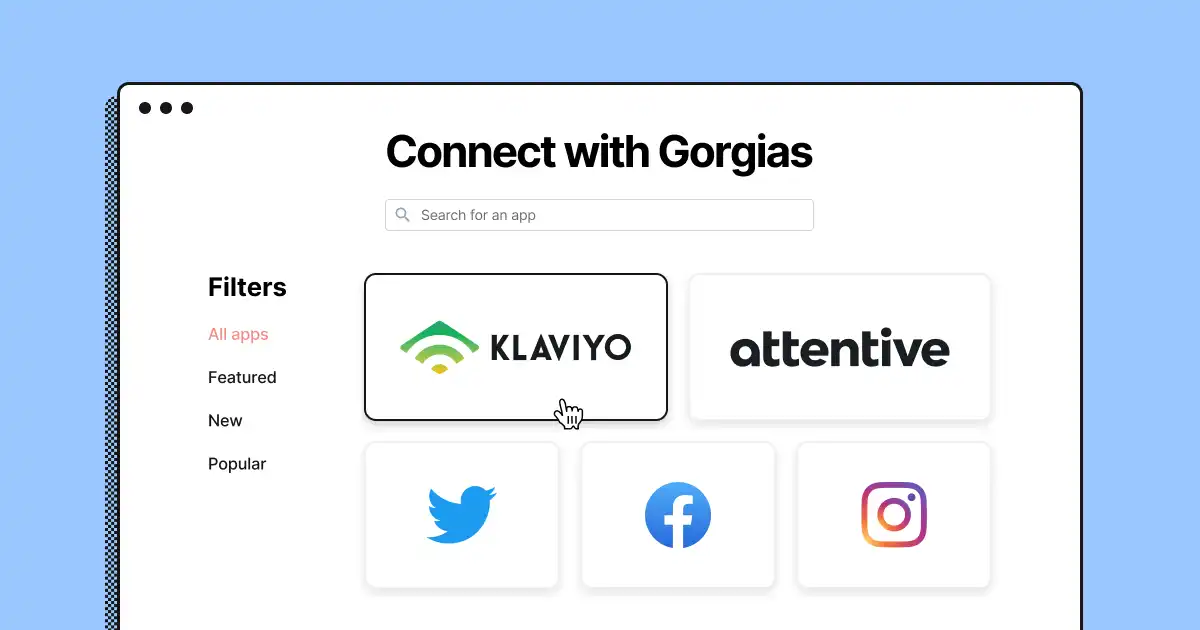 Connect with Gorgias
Search for an app
Filters
All apps
Featured
New
Popular
KLAVIYO
attentive